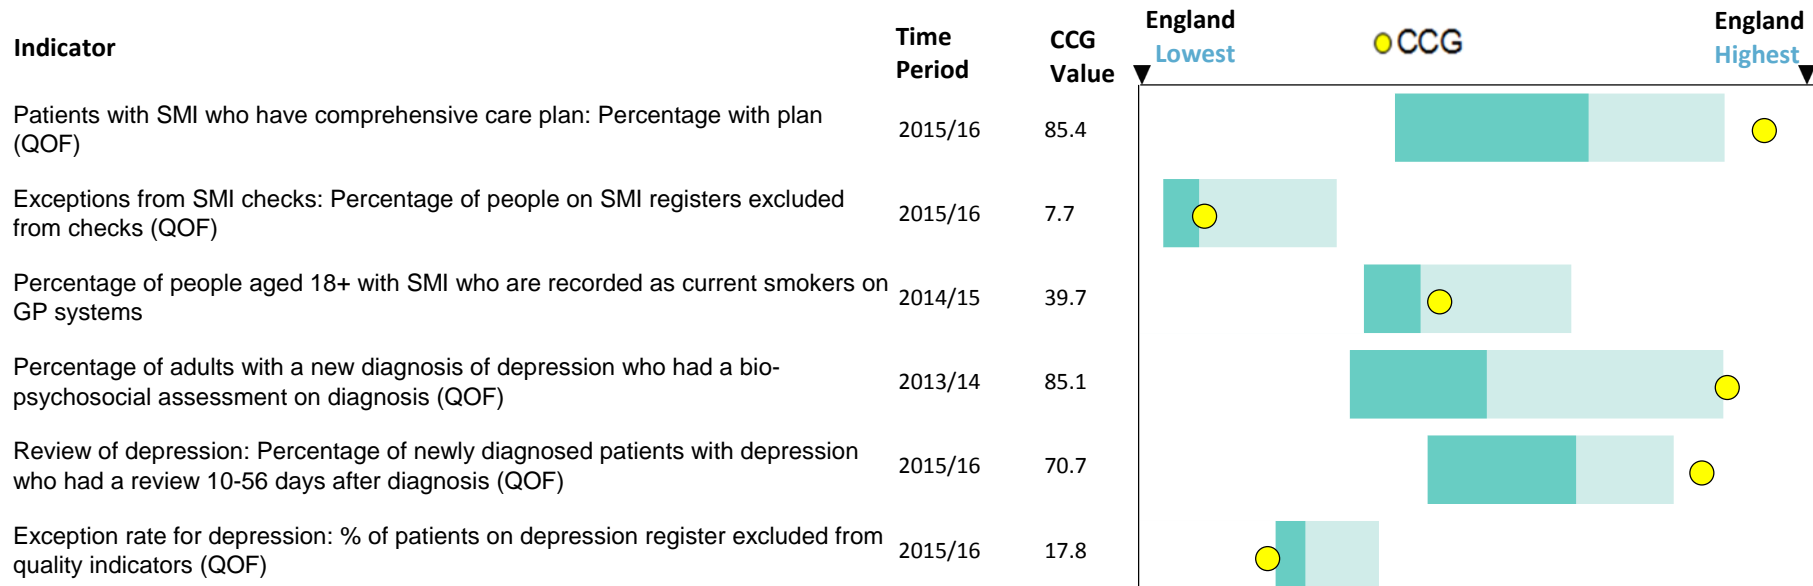 Indicator
Time Period
CCG Value
England Lowest
CCG
England Highest
Patients with SMI who have comprehensive care plan: Percentage with plan
(QOF)
2015/16
85.4
Exceptions from SMI checks: Percentage of people on SMI registers excluded
from checks (QOF)
2015/16
7.7
Percentage of people aged 18+ with SMI who are recorded as current smokers on
GP systems
2014/15
39.7
Percentage of adults with a new diagnosis of depression who had a bio-
psychosocial assessment on diagnosis (QOF)
2013/14
85.1
Review of depression: Percentage of newly diagnosed patients with depression
who had a review 10-56 days after diagnosis (QOF)
2015/16
70.7
Exception rate for depression: % of patients on depression register excluded from
quality indicators (QOF)
2015/16
17.8